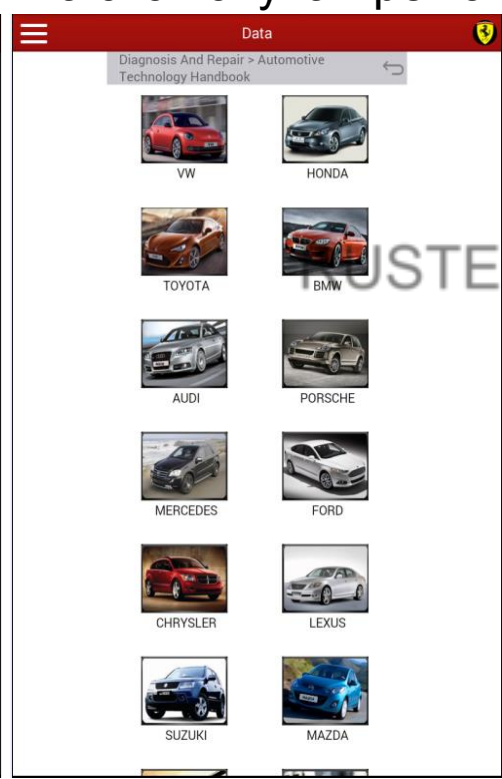 Data
Diagnosis And Repair > Automotive
Technology Handbook
VW
HONDA
TOYOTA
BMW
AUDI
PORSCHE
MERCEDES
FORD
CHRYSLER
LEXUS
SUZUKI
MAZDA